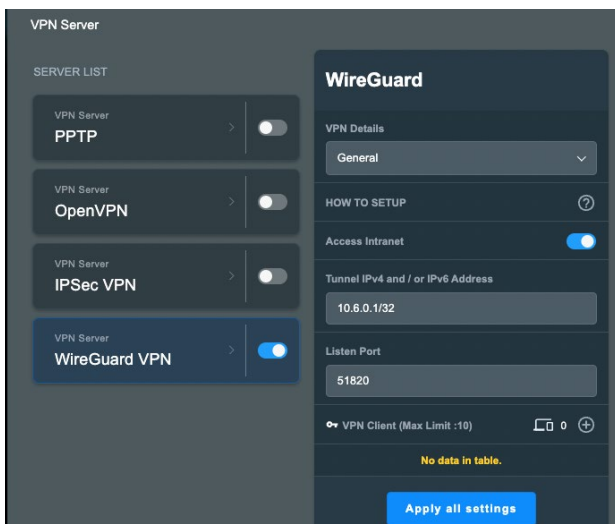 VPN Server
SERVER LIST
VPN Server
PPTP
VPN Server
OpenVPN
VPN Server
IPSec VPN
VPN Server
WireGuard VPN
WireGuard
VPN Details
General
HOW TO SETUP
Access Intranet
Tunnel IPv4 and / or IPv6 Address
10.6.0.1/32
Listen Port
51820
VPN Client (Max Limit :10) 0
No data in table.
Apply all settings